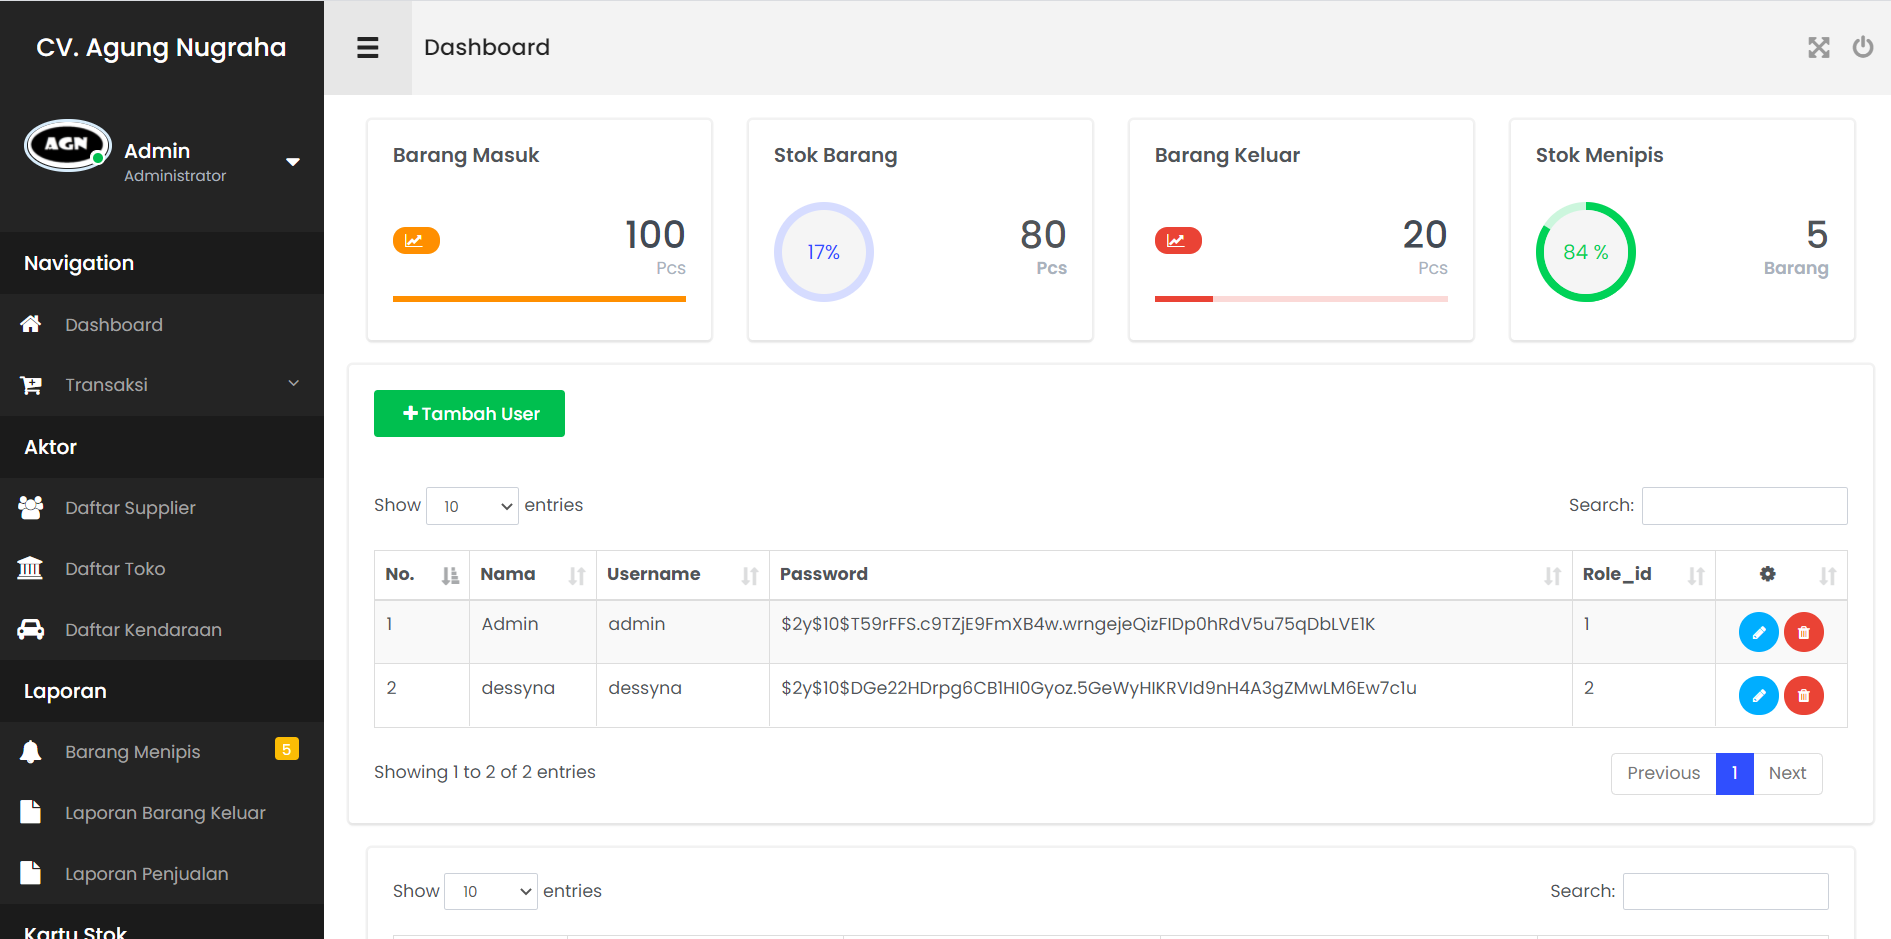 CV. Agung Nugraha
Dashboard
AGN
Admin
Administrator
Navigation
Dashboard
Transaksi
Aktor
Daftar Supplier
Daftar Toko
Daftar Kendaraan
Laporan
Barang Menipis 5
Laporan Barang Keluar
Laporan Penjualan
Kartu Stok
Barang Masuk
100
Pcs
Stok Barang
17%
80
Pcs
Barang Keluar
20
Pcs
Stok Menipis
84 %
5
Barang
Tambah User
Show 10 entries
Search:
No. Nama Username Password Role_id
1 Admin admin $2y$10$T59rFFS.c9TZjE9FmXB4w.wrngejeQizFIDp0hRdV5u75qDbLVE1K 1
2 dessyna dessyna $2y$10$DGe22HDrpg6CB1HI0Gyoz.5GeWyHIKRVId9nH4A3gZMwLM6Ew7c1u 2
Showing 1 to 2 of 2 entries
Previous 1 Next
Show 10 entries
Search: